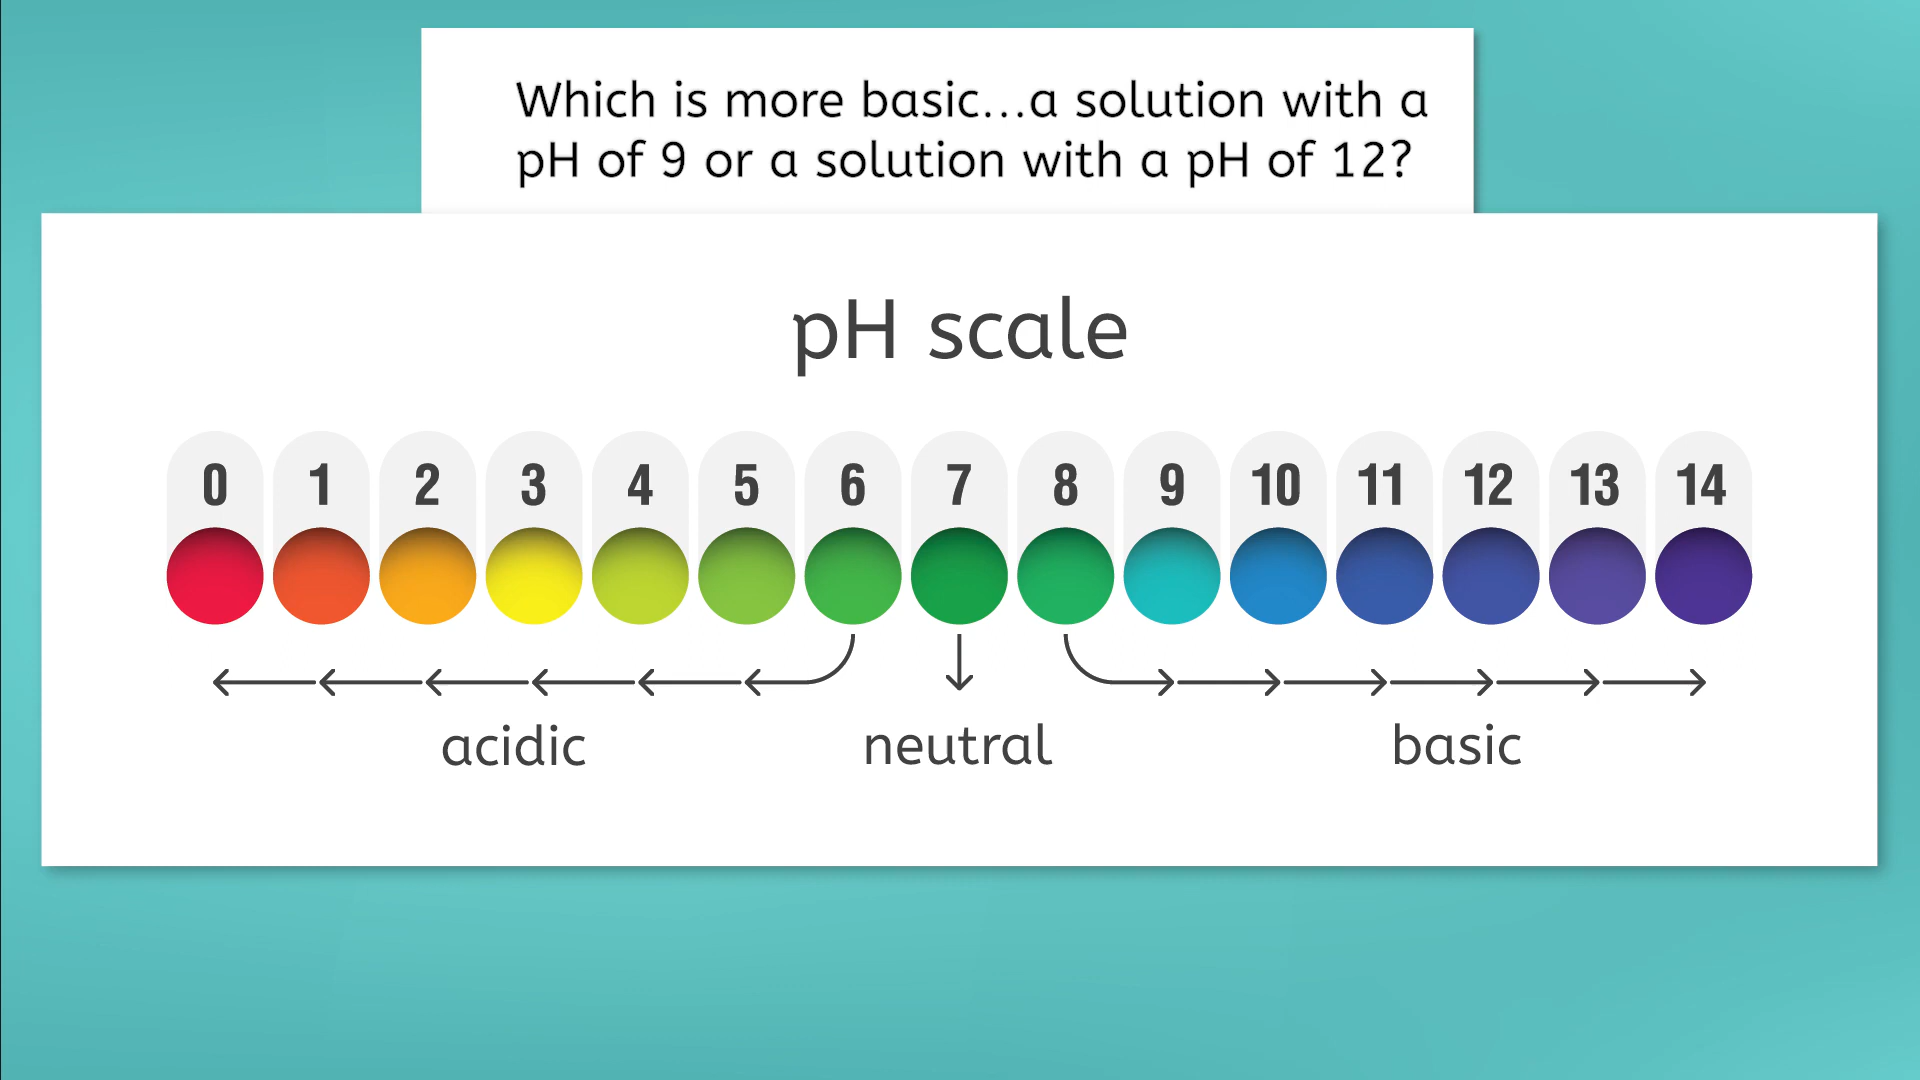 Which is more basic...a solution with a
pH of 9 or a solution with a pH of 12?
pH scale
0 1 2 3 4 5 6 7 8 9 10 11 12 13 14
acidic neutral basic